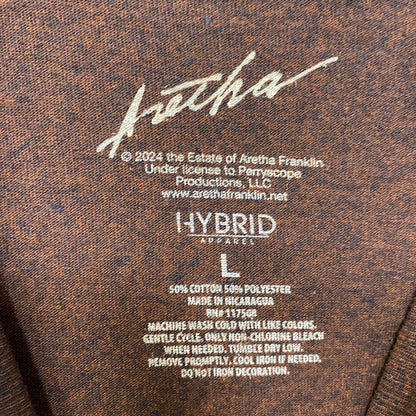 Aretha
© 2024 the Estate of Aretha Franklin
Under license to Perryscope
Productions, LLC
www.arethafranklin.net
HYBRID
APPAREL
L
50% COTTON 50% POLYESTER
MADE IN NICARAGUA
RN# 117508
MACHINE WASH COLD WITH LIKE COLORS.
GENTLE CYCLE. ONLY NON-CHLORINE BLEACH
WHEN NEEDED. TUMBLE DRY LOW.
REMOVE PROMPTLY. COOL IRON IF NEEDED.
DO NOT IRON DECORATION.